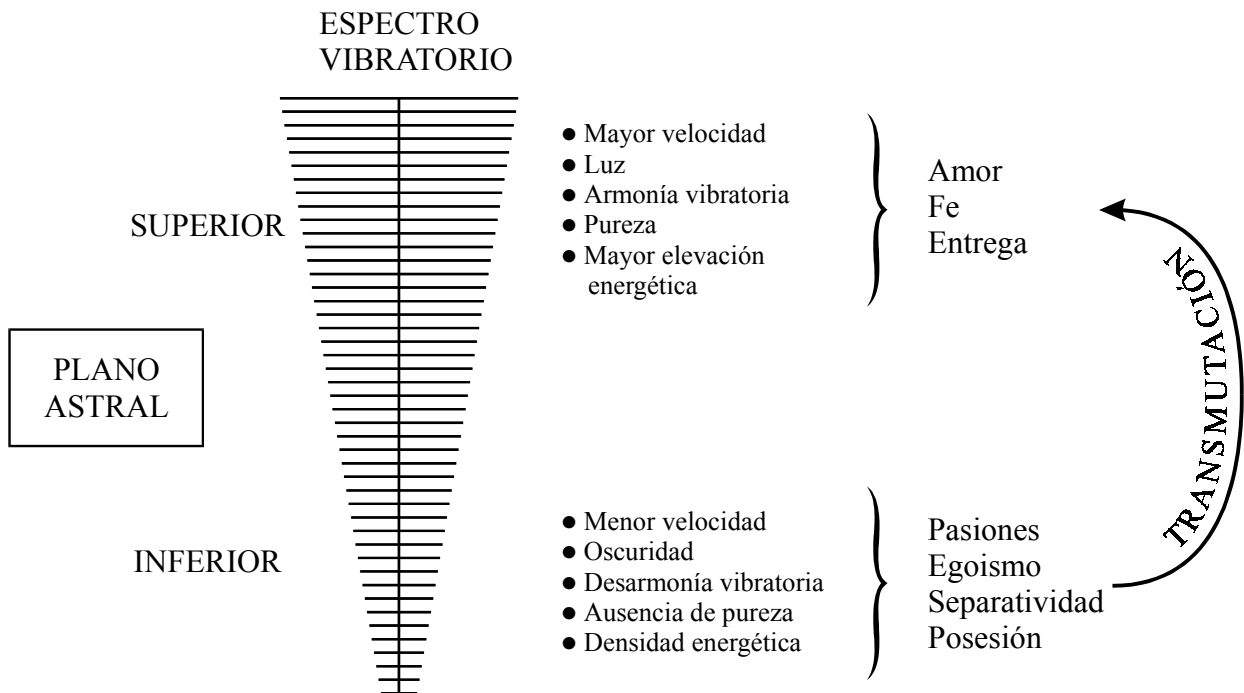 ESPECTRO
VIBRATORIO
SUPERIOR
● Mayor velocidad
● Luz
● Armonía vibratoria
● Pureza
● Mayor elevación
energética
Amor
Fe
Entrega
PLANO
ASTRAL
TRANSMUTACIÓN
INFERIOR
● Menor velocidad
● Oscuridad
● Desarmonía vibratoria
● Ausencia de pureza
● Densidad energética
Pasiones
Egoismo
Separatividad
Posesión